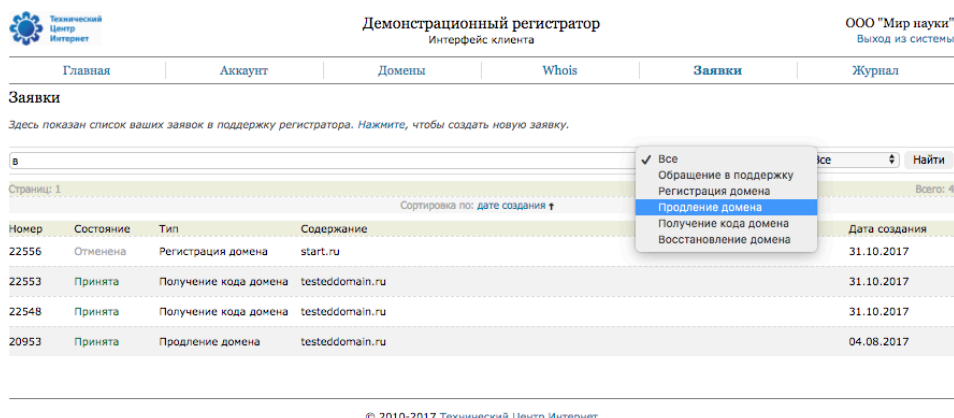 Технический
Центр
Интернет
Демонстрационный регистратор
Интерфейс клиента
ООО "Мир науки"
Выход из системы
Главная Аккаунт Домены Whois Заявки Журнал
Заявки
Здесь показан список ваших заявок в поддержку регистратора. Нажмите, чтобы создать новую заявку.
в
✓ Все
Обращение в поддержку
Регистрация домена
Продление домена
Получение кода домена
Восстановление домена
Все Найти
Страниц: 1 Всего: 4
Сортировка по: дате создания ↑
Номер Состояние Тип Содержание Дата создания
22556 Отменена Регистрация домена start.ru 31.10.2017
22553 Принята Получение кода домена testeddomain.ru 31.10.2017
22548 Принята Получение кода домена testeddomain.ru 31.10.2017
20953 Принята Продление домена testeddomain.ru 04.08.2017
© 2010-2017 Технический Центр Интернет